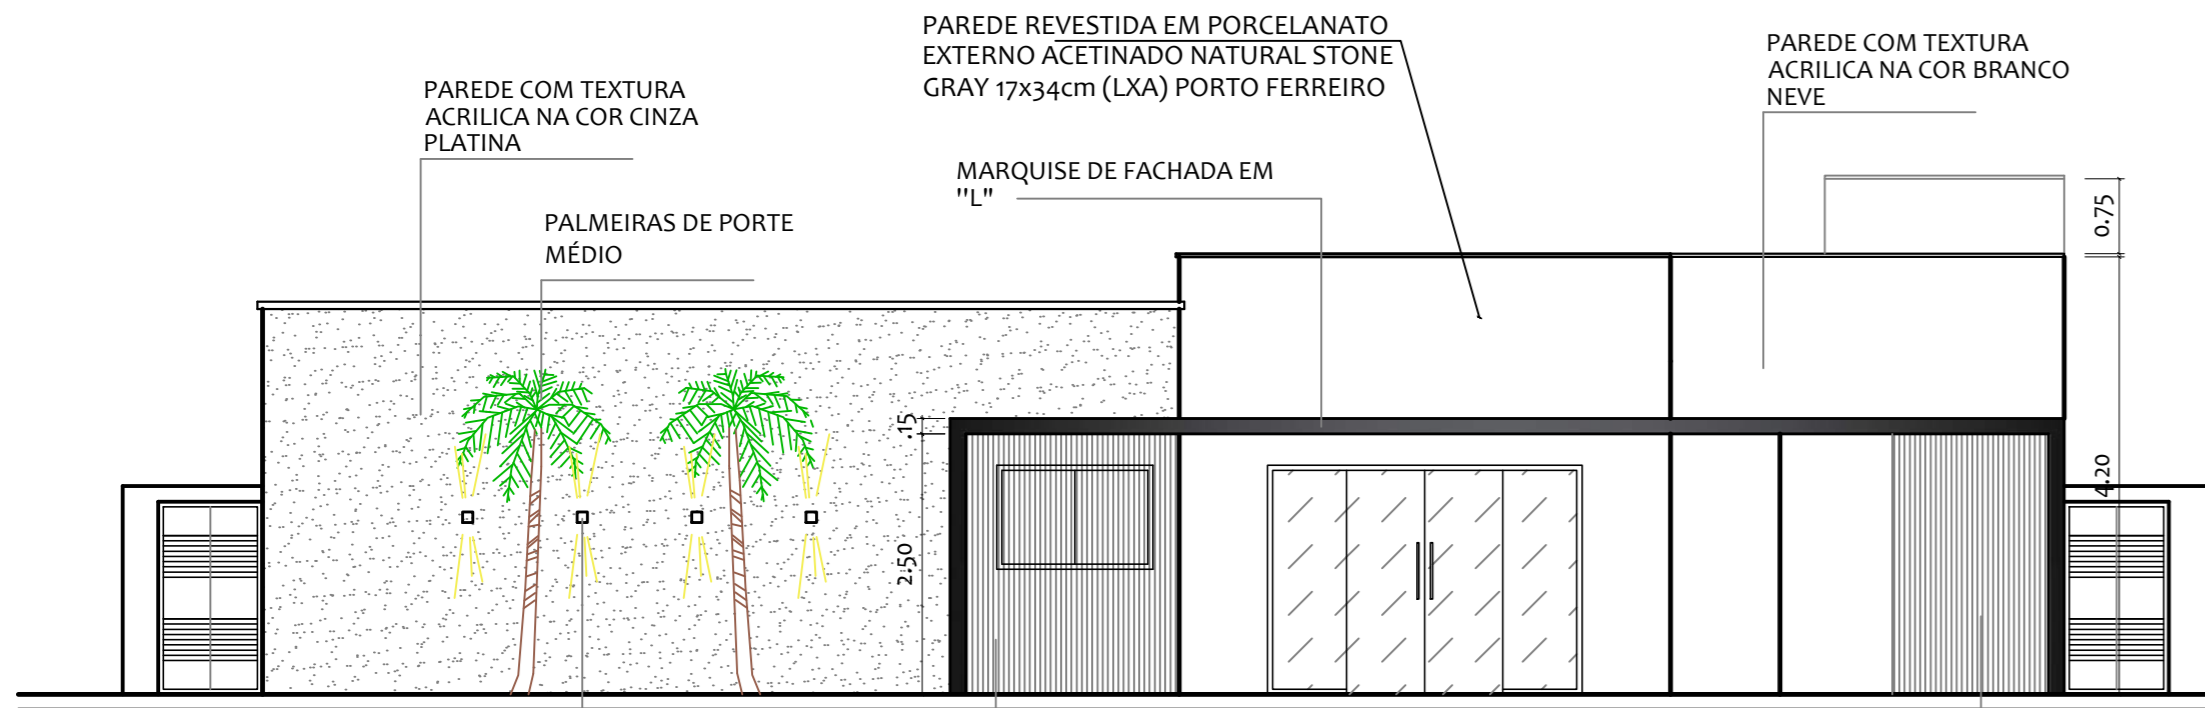 PAREDE REVESTIDA EM PORCELANATO
EXTERNO ACETINADO NATURAL STONE
GRAY 17x34cm (LXA) PORTO FERREIRO
PAREDE COM TEXTURA
ACRILICA NA COR BRANCO
NEVE
PAREDE COM TEXTURA
ACRILICA NA COR CINZA
PLATINA
MARQUISE DE FACHADA EM
"L"
PALMEIRAS DE PORTE
MÉDIO
0.75
.15
4.20
2.50